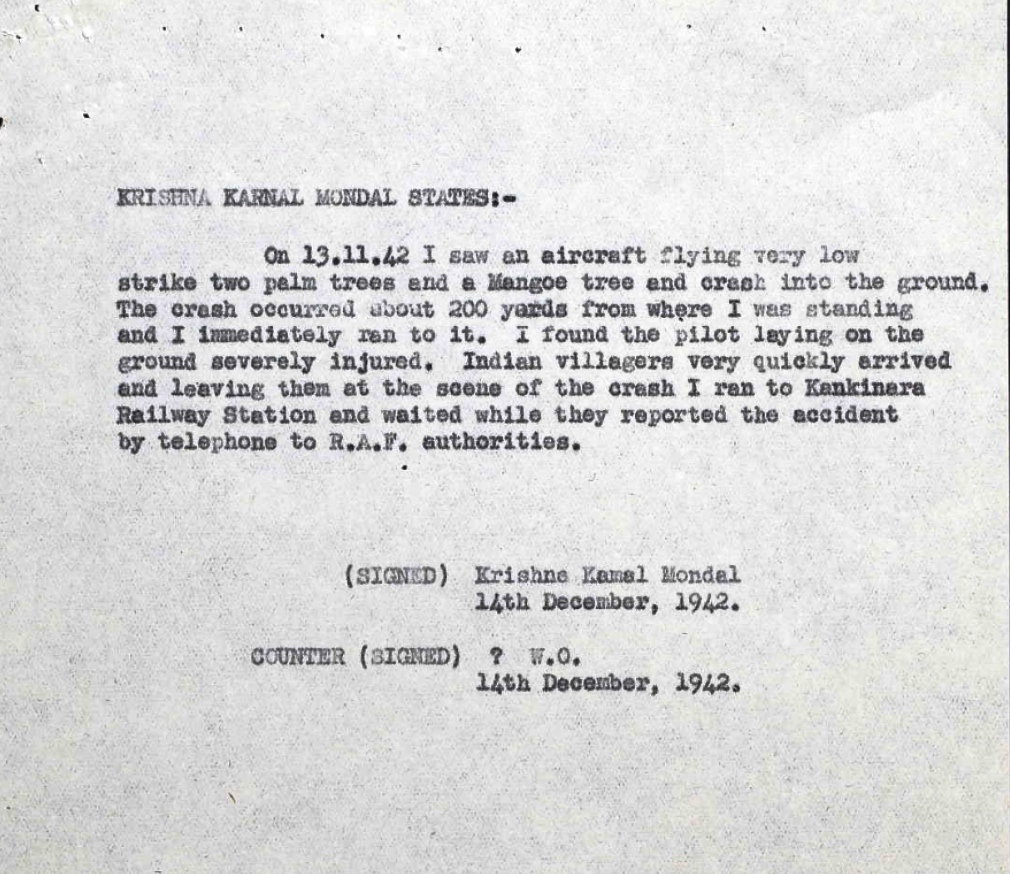 KRISHNA KARNAL MONDAL STATES:-
On 13.11.42 I saw an aircraft flying very low
strike two palm trees and a Mangoe tree and crash into the ground.
The crash occurred about 200 yards from where I was standing
and I immediately ran to it. I found the pilot laying on the
ground severely injured. Indian villagers very quickly arrived
and leaving them at the scene of the crash I ran to Kankinara
Railway Station and waited while they reported the accident
by telephone to R.A.F. authorities.
(SIGNED) Krishna Kamal Mondal
14th December, 1942.
COUNTER (SIGNED) ? W.O.
14th December, 1942.